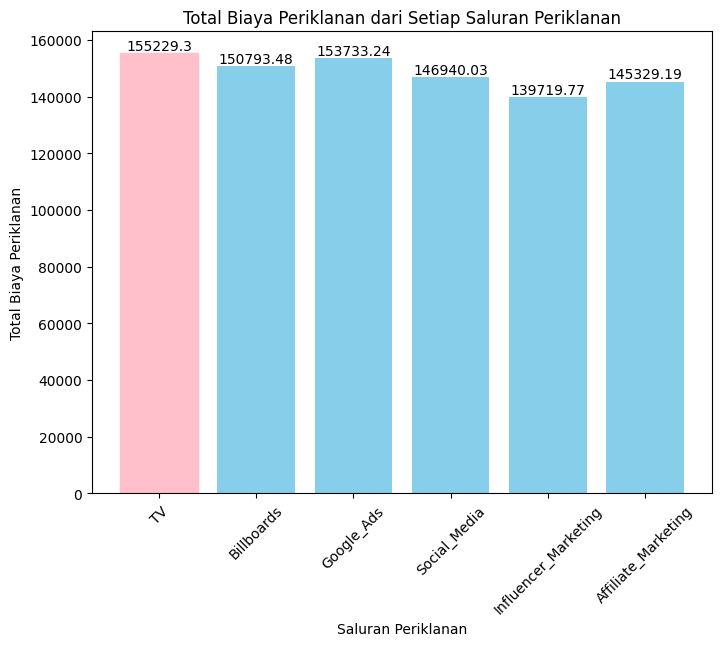 Total Biaya Periklanan dari Setiap Saluran Periklanan
160000
140000
120000
100000
80000
60000
40000
20000
0
Total Biaya Periklanan
155229.3
150793.48
153733.24
146940.03
139719.77
145329.19
TV
Billboards
Google_Ads
Social_Media
Influencer_Marketing
Affiliate_Marketing
Saluran Periklanan